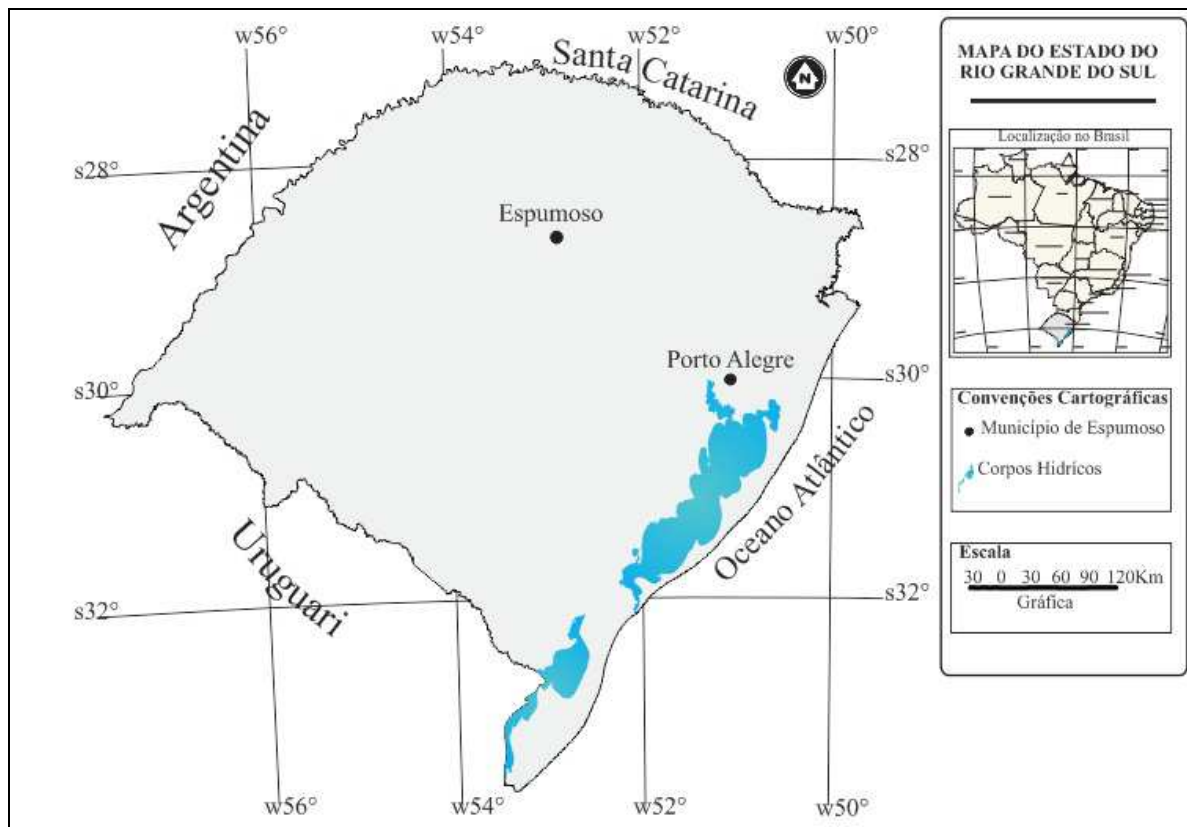 w56°
w54°
w52°
w50°
Santa Catarina
Argentina
N
s28°
s28°
Espumoso
Porto Alegre
s30°
s30°
Oceano Atlântico
Uruguari
s32°
s32°
w56°
w54°
w52°
w50°
MAPA DO ESTADO DO
RIO GRANDE DO SUL
Localização no Brasil
Convenções Cartográficas
Município de Espumoso
Corpos Hidrícos
Escala
30 0 30 60 90 120Km
Gráfica